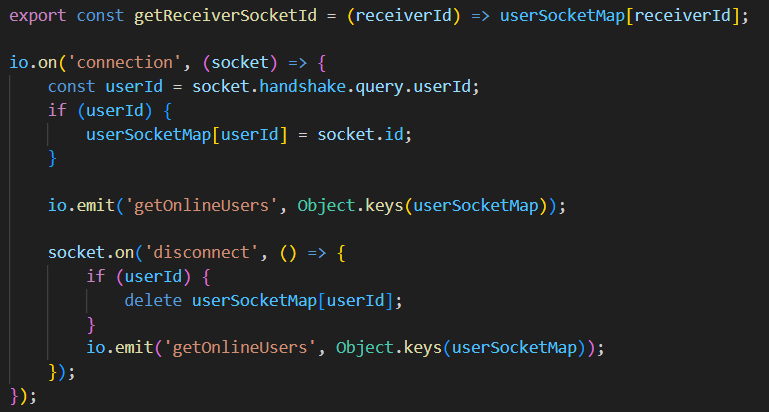 export const getReceiverSocketId = (receiverId) => userSocketMap[receiverId];
io.on('connection', (socket) => {
const userId = socket.handshake.query.userId;
if (userId) {
userSocketMap[userId] = socket.id;
}
io.emit('getOnlineUsers', Object.keys(userSocketMap));
socket.on('disconnect', () => {
if (userId) {
delete userSocketMap[userId];
}
io.emit('getOnlineUsers', Object.keys(userSocketMap));
});
});